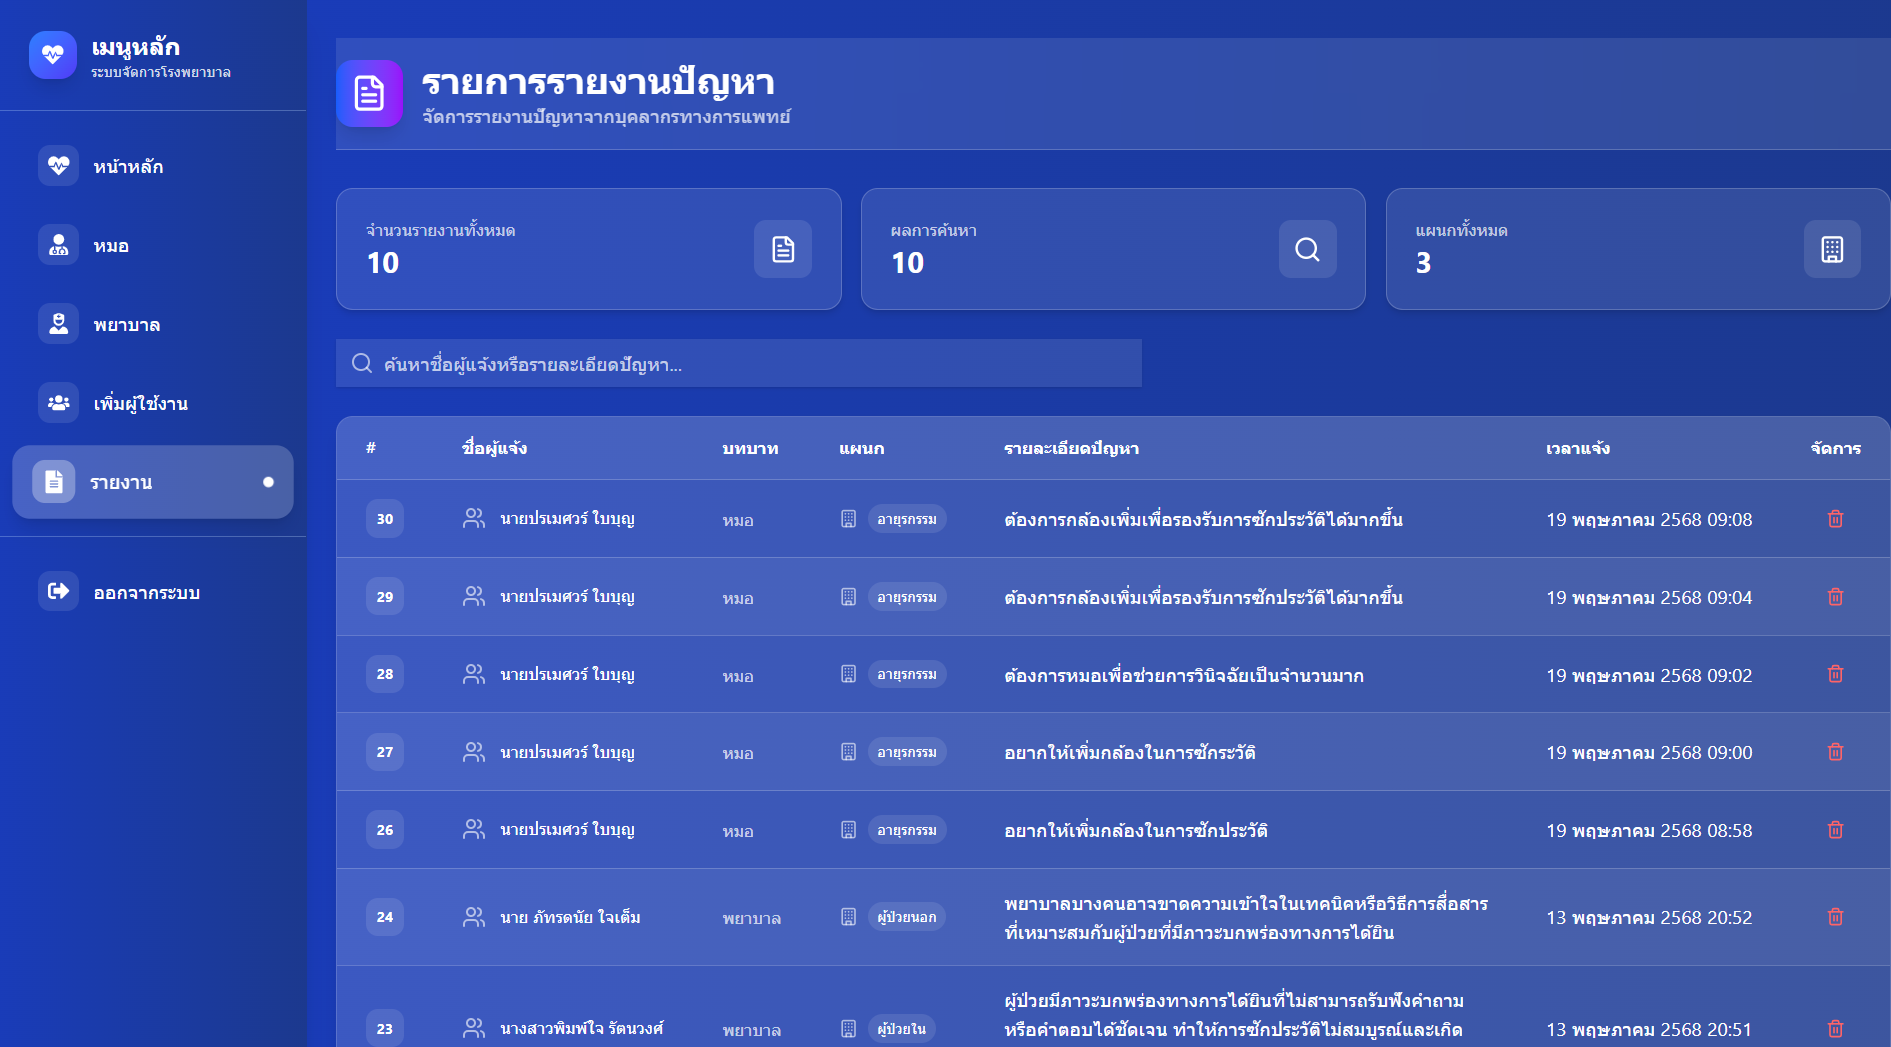 เมนูหลัก
ระบบจัดการโรงพยาบาล
หน้าหลัก
หมอ
พยาบาล
เพิ่มผู้ใช้งาน
รายงาน
ออกจากระบบ
รายการรายงานปัญหา
จัดการรายงานปัญหาจากบุคลากรทางการแพทย์
จำนวนรายงานทั้งหมด
10
ผลการค้นหา
10
แผนกทั้งหมด
3
ค้นหาชื่อผู้แจ้งหรือรายละเอียดปัญหา...
# ชื่อผู้แจ้ง บทบาท แผนก รายละเอียดปัญหา เวลาแจ้ง จัดการ
30 นายปรเมศวร์ ใบบุญ หมอ อายุรกรรม ต้องการกล้องเพิ่มเพื่อรองรับการซักประวัติได้มากขึ้น 19 พฤษภาคม 2568 09:08
29 นายปรเมศวร์ ใบบุญ หมอ อายุรกรรม ต้องการกล้องเพิ่มเพื่อรองรับการซักประวัติได้มากขึ้น 19 พฤษภาคม 2568 09:04
28 นายปรเมศวร์ ใบบุญ หมอ อายุรกรรม ต้องการหมอเพื่อช่วยการวินิจฉัยเป็นจำนวนมาก 19 พฤษภาคม 2568 09:02
27 นายปรเมศวร์ ใบบุญ หมอ อายุรกรรม อยากให้เพิ่มกล้องในการซักระวัติ 19 พฤษภาคม 2568 09:00
26 นายปรเมศวร์ ใบบุญ หมอ อายุรกรรม อยากให้เพิ่มกล้องในการซักประวัติ 19 พฤษภาคม 2568 08:58
24 นาย ภัทรดนัย ใจเต็ม พยาบาล ผู้ป่วยนอก พยาบาลบางคนอาจขาดความเข้าใจในเทคนิคหรือวิธีการสื่อสาร
ที่เหมาะสมกับผู้ป่วยที่มีภาวะบกพร่องทางการได้ยิน 13 พฤษภาคม 2568 20:52
23 นางสาวพิมพ์ใจ รัตนวงศ์ พยาบาล ผู้ป่วยใน ผู้ป่วยมีภาวะบกพร่องทางการได้ยินที่ไม่สามารถรับฟังคำถาม
หรือคำตอบได้ชัดเจน ทำให้การซักประวัติไม่สมบูรณ์และเกิด 13 พฤษภาคม 2568 20:51